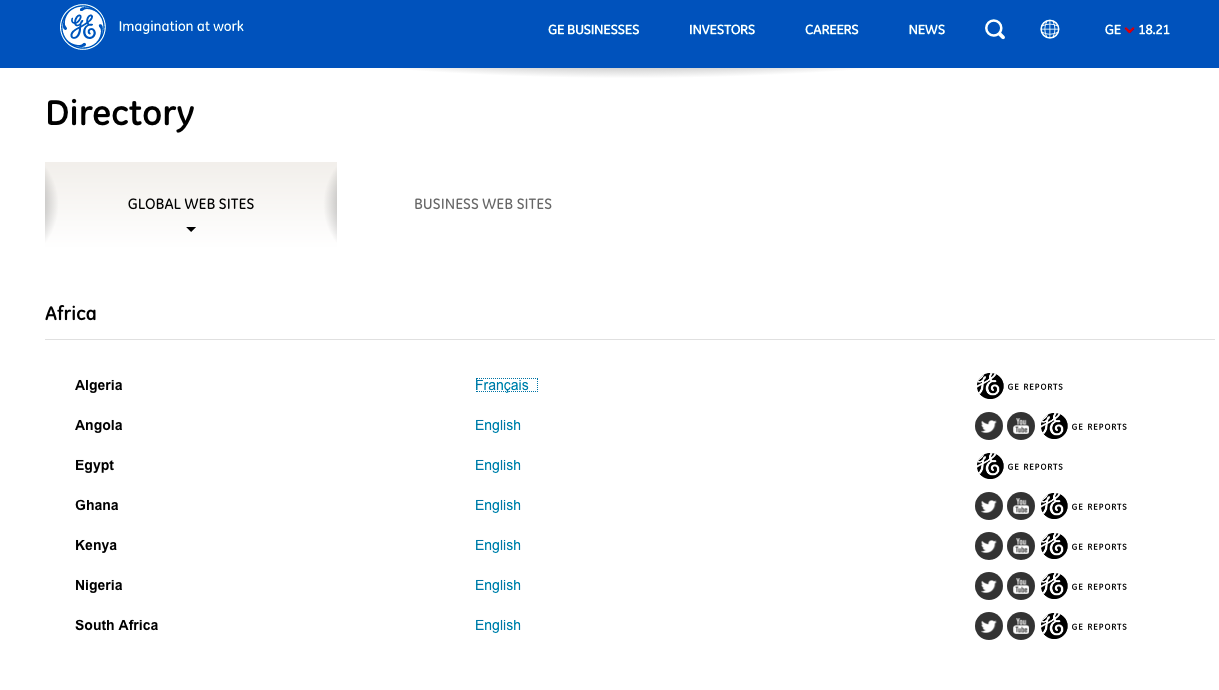 Imagination at work
GE BUSINESSES INVESTORS CAREERS NEWS GE 18.21
Directory
GLOBAL WEB SITES BUSINESS WEB SITES
Africa
Algeria Français GE REPORTS
Angola English You Tube GE REPORTS
Egypt English GE REPORTS
Ghana English You Tube GE REPORTS
Kenya English You Tube GE REPORTS
Nigeria English You Tube GE REPORTS
South Africa English You Tube GE REPORTS